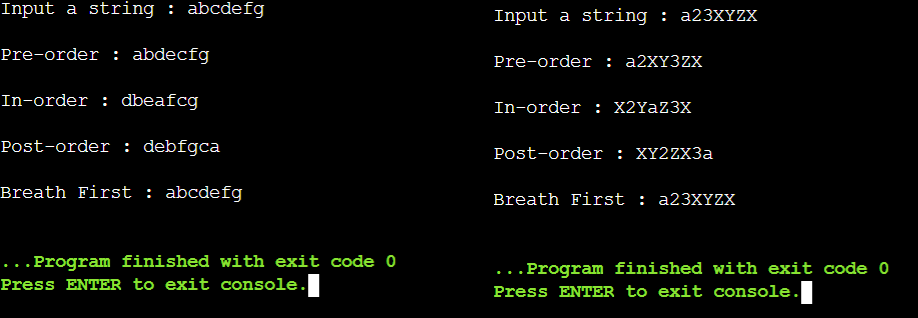 Input a string : abcdefg
Pre-order : abdecfg
In-order : dbeafcg
Post-order : debfgca
Breath First : abcdefg
...Program finished with exit code 0
Press ENTER to exit console.
Input a string : a23XYZX
Pre-order : a2XY3ZX
In-order : X2YaZ3X
Post-order : XY2ZX3a
Breath First : a23XYZX
...Program finished with exit code 0
Press ENTER to exit console.